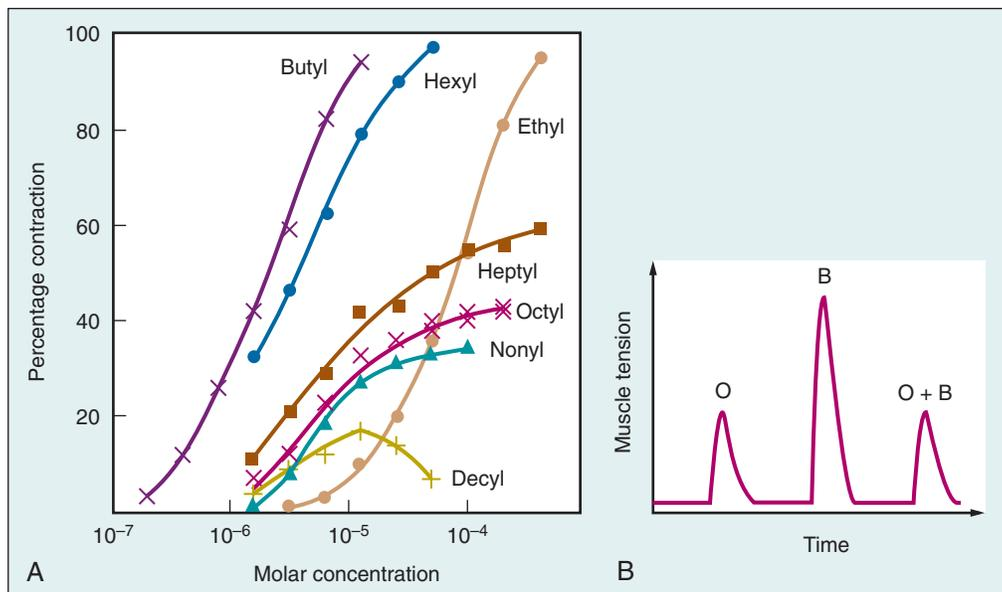 100
80
60
40
20
Percentage contraction
Butyl
Hexyl
Ethyl
Heptyl
Octyl
Nonyl
Decyl
10⁻⁷
10⁻⁶
10⁻⁵
10⁻⁴
Molar concentration
A
Muscle tension
O
B
O + B
Time
B